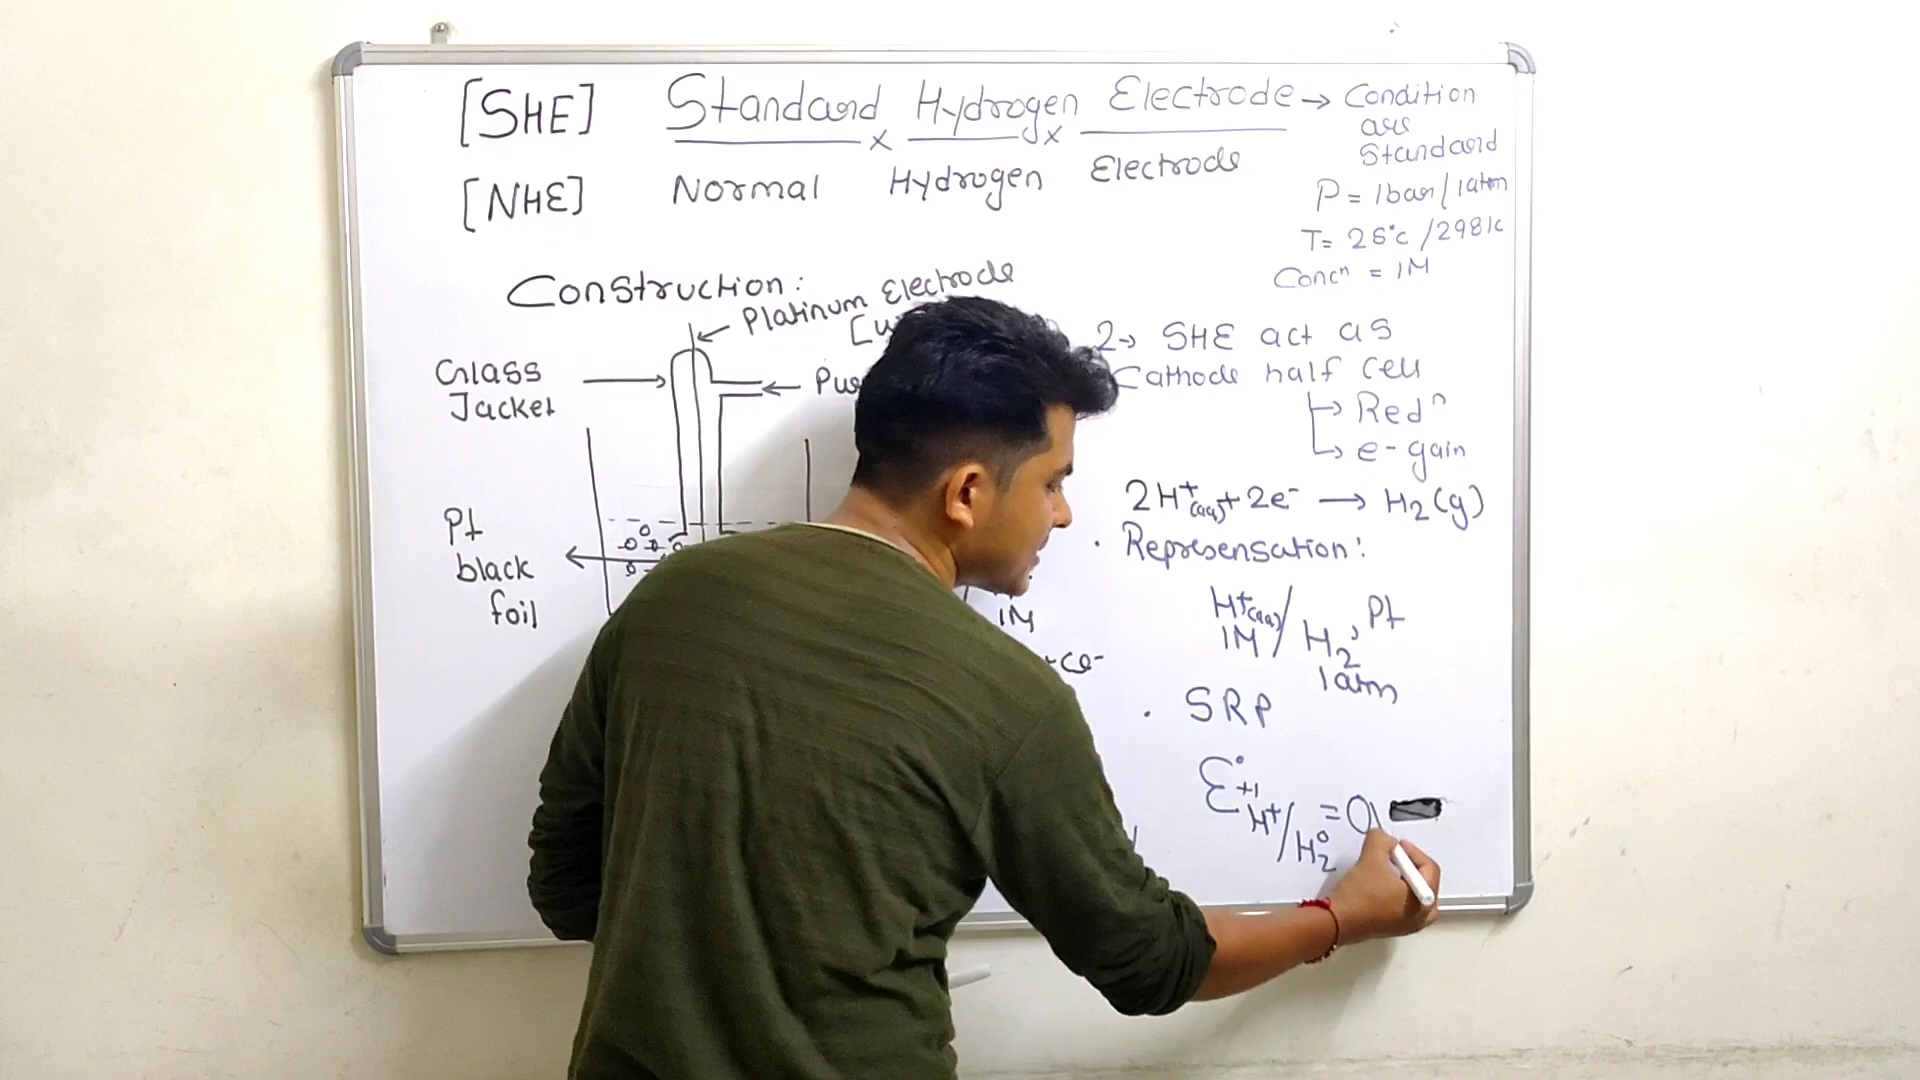 [SHE] Standard Hydrogen Electrode → Condition
are
Standard
[NHE] Normal Hydrogen Electrode
P = 1bar / 1atm
T = 25°c / 298k
Concⁿ = 1M
Construction:
Platinum Electrode
Glass
Jacket
Pt
black
foil
1M
2→ SHE act as
Cathode half cell
↳ Redⁿ
↳ e- gain
2H⁺(aq) + 2e⁻ → H₂(g)
· Represensation:
H⁺(aq) / H₂, Pt
1M 1atm
· SRP
E°
+1
H⁺/H₂⁰ = 0